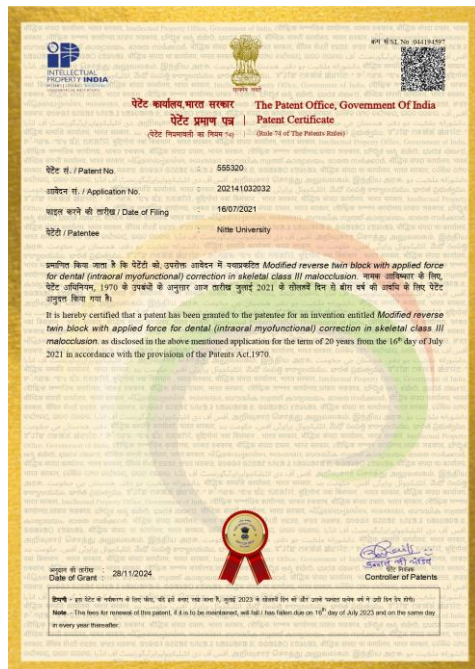 क्रम सं/SL No :044194597
INTELLECTUAL
PROPERTY INDIA
पेटेंट कार्यालय,भारत सरकार
The Patent Office, Government Of India
पेटेंट प्रमाण पत्र
Patent Certificate
(पेटेंट नियमावली का नियम 74)
(Rule 74 of The Patents Rules)
पेटेंट सं. / Patent No. : 555320
आवेदन सं. / Application No. : 202141032032
फाइल करने की तारीख / Date of Filing : 16/07/2021
पेटेंटी / Patentee : Nitte University
प्रमाणित किया जाता है कि पेटेंटी को, उपरोक्त आवेदन में यथाप्रकटित Modified reverse twin block with applied force
for dental (intraoral myofunctional) correction in skeletal class III malocclusion. नामक आविष्कार के लिए,
पेटेंट अधिनियम, 1970 के उपबंधों के अनुसार आज तारीख जुलाई 2021 के सोलहवें दिन से बीस वर्ष की अवधि के लिए पेटेंट
अनुदत्त किया गया है।
It is hereby certified that a patent has been granted to the patentee for an invention entitled Modified reverse
twin block with applied force for dental (intraoral myofunctional) correction in skeletal class III
malocclusion. as disclosed in the above mentioned application for the term of 20 years from the 16th day of July
2021 in accordance with the provisions of the Patents Act,1970.
अनुदान की तारीख
Date of Grant : 28/11/2024
पेटेंट नियंत्रक
Controller of Patents
टिप्पणी - इस पेटेंट के नवीकरण के लिए फीस, यदि इसे बनाए रखा जाना है, जुलाई 2023 के सोलहवें दिन को और उसके पश्चात प्रत्येक वर्ष मे उसी दिन देय होगी।
Note. - The fees for renewal of this patent, if it is to be maintained, will fall / has fallen due on 16th day of July 2023 and on the same day
in every year thereafter.